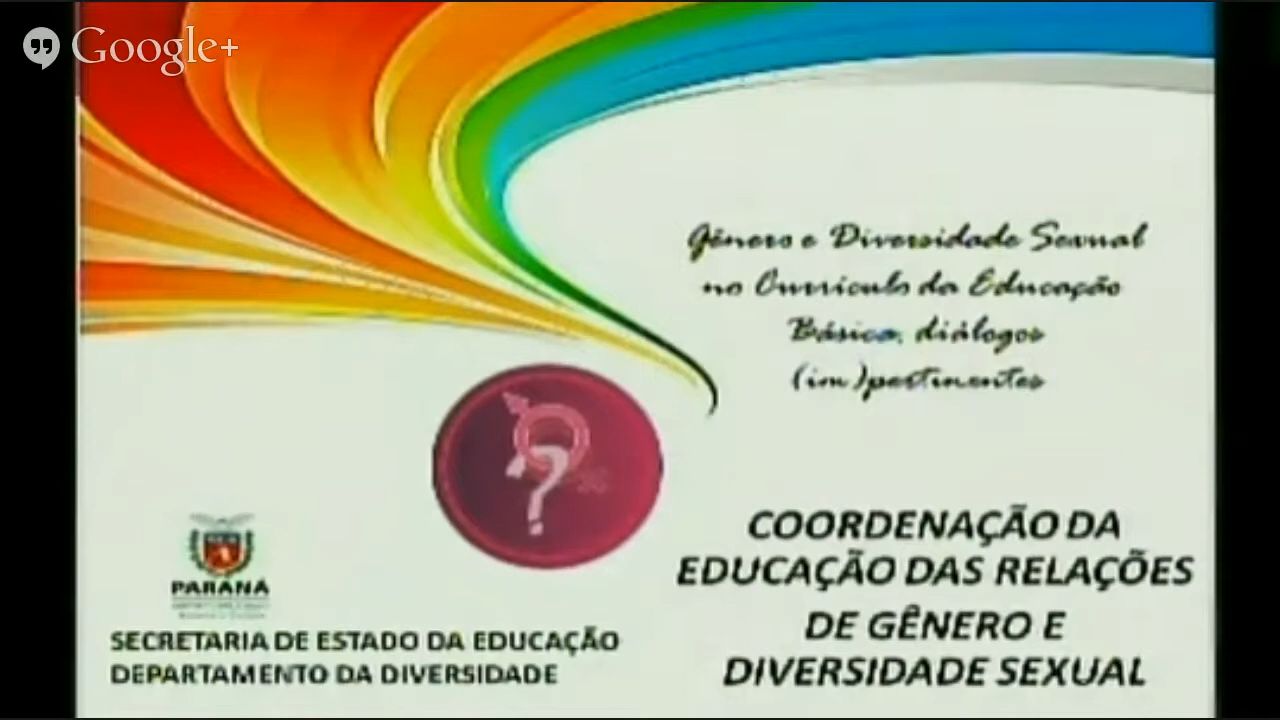 Google+
Gênero e Diversidade Sexual
no Currículo da Educação
Básica: diálogos
(im)pertinentes
COORDENAÇÃO DA
EDUCAÇÃO DAS RELAÇÕES
DE GÊNERO E
DIVERSIDADE SEXUAL
PARANÁ
SECRETARIA DE ESTADO DA EDUCAÇÃO
DEPARTAMENTO DA DIVERSIDADE